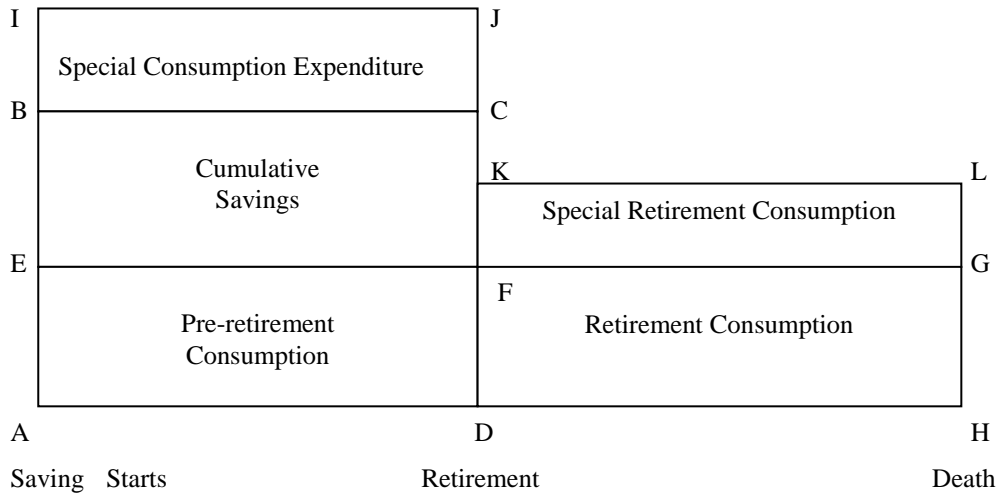 I J
Special Consumption Expenditure
B C
Cumulative
Savings
K L
Special Retirement Consumption
E G
F
Pre-retirement
Consumption
Retirement Consumption
A D H
Saving Starts Retirement Death